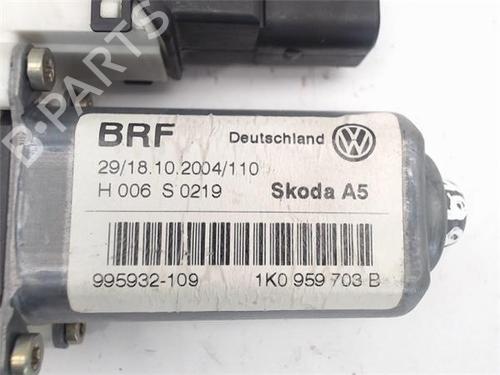 B-PARTS
BRF Deutschland
29/18.10.2004/110
H 006 S 0219 Skoda A5
995932-109 1K0 959 703 B